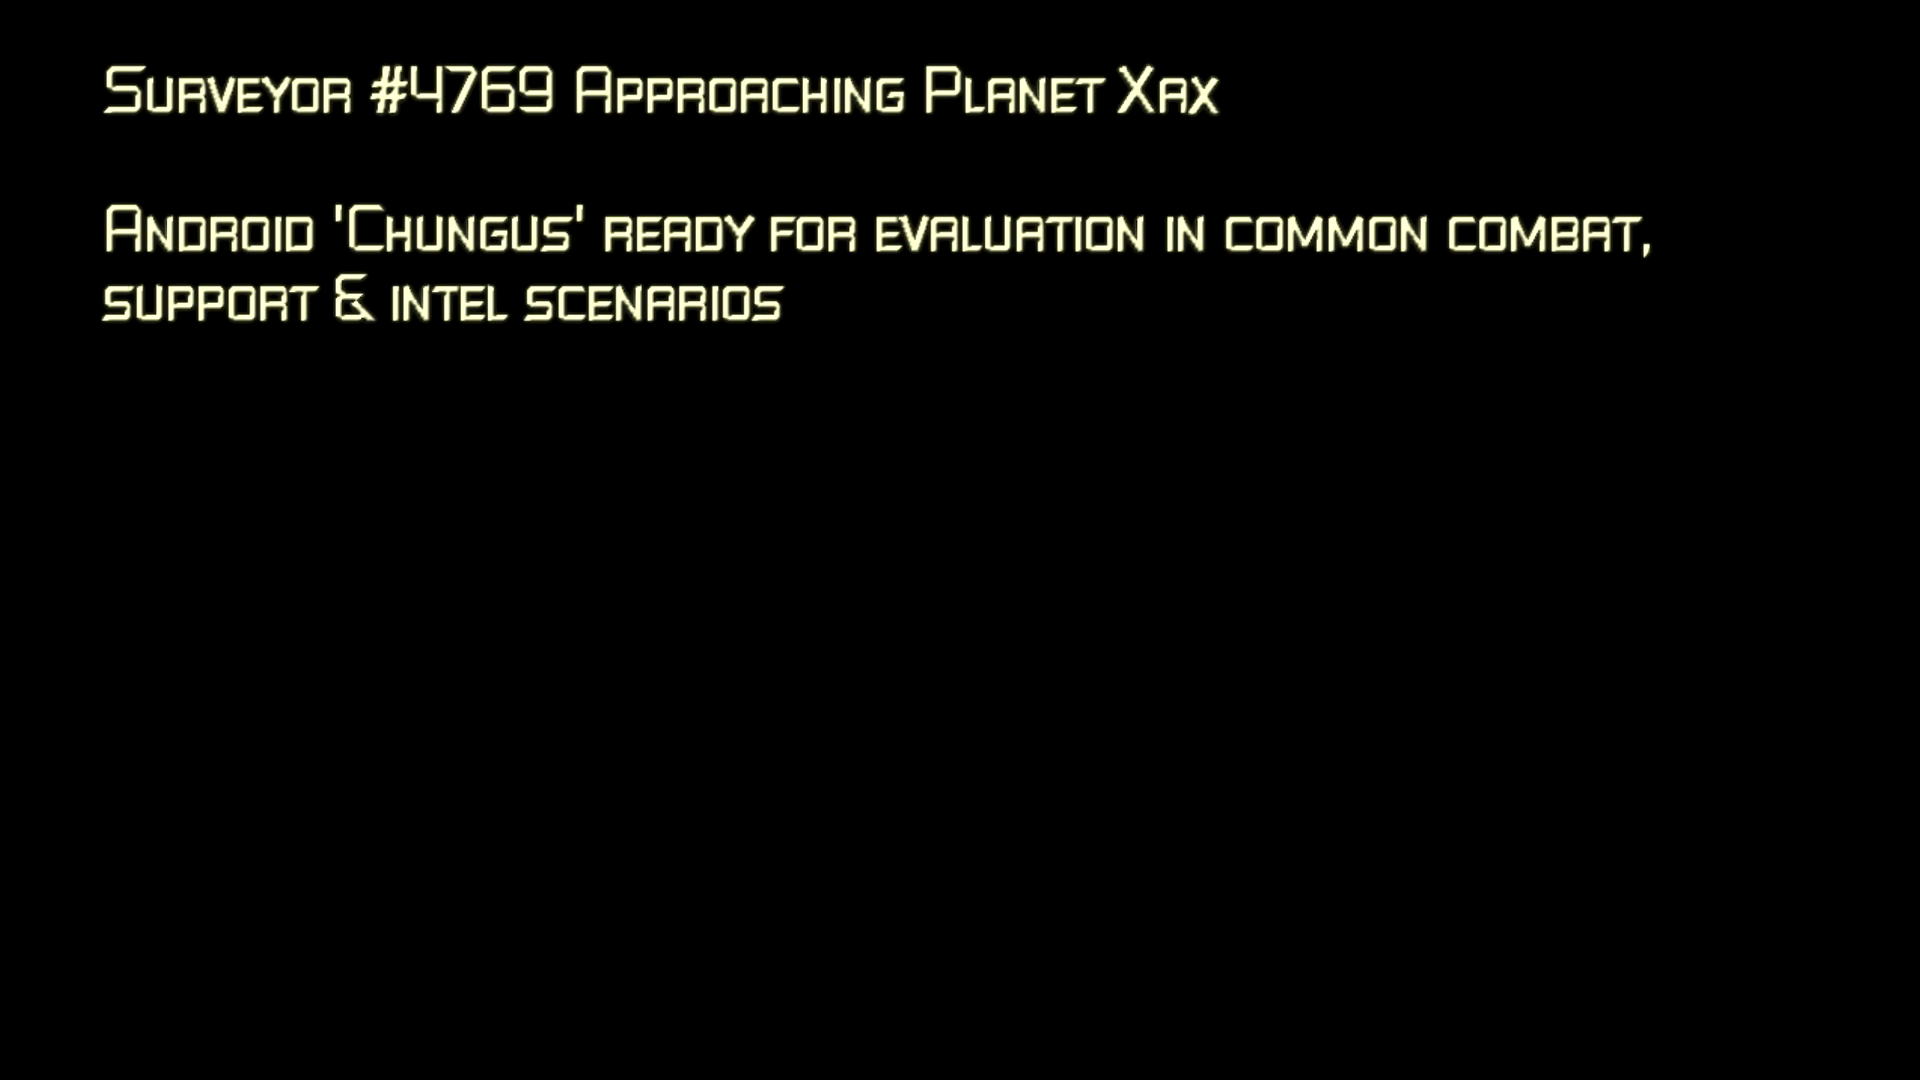 Surveyor #4769 Approaching Planet Xax
Android 'Chungus' ready for evaluation in common combat,
support & intel scenarios